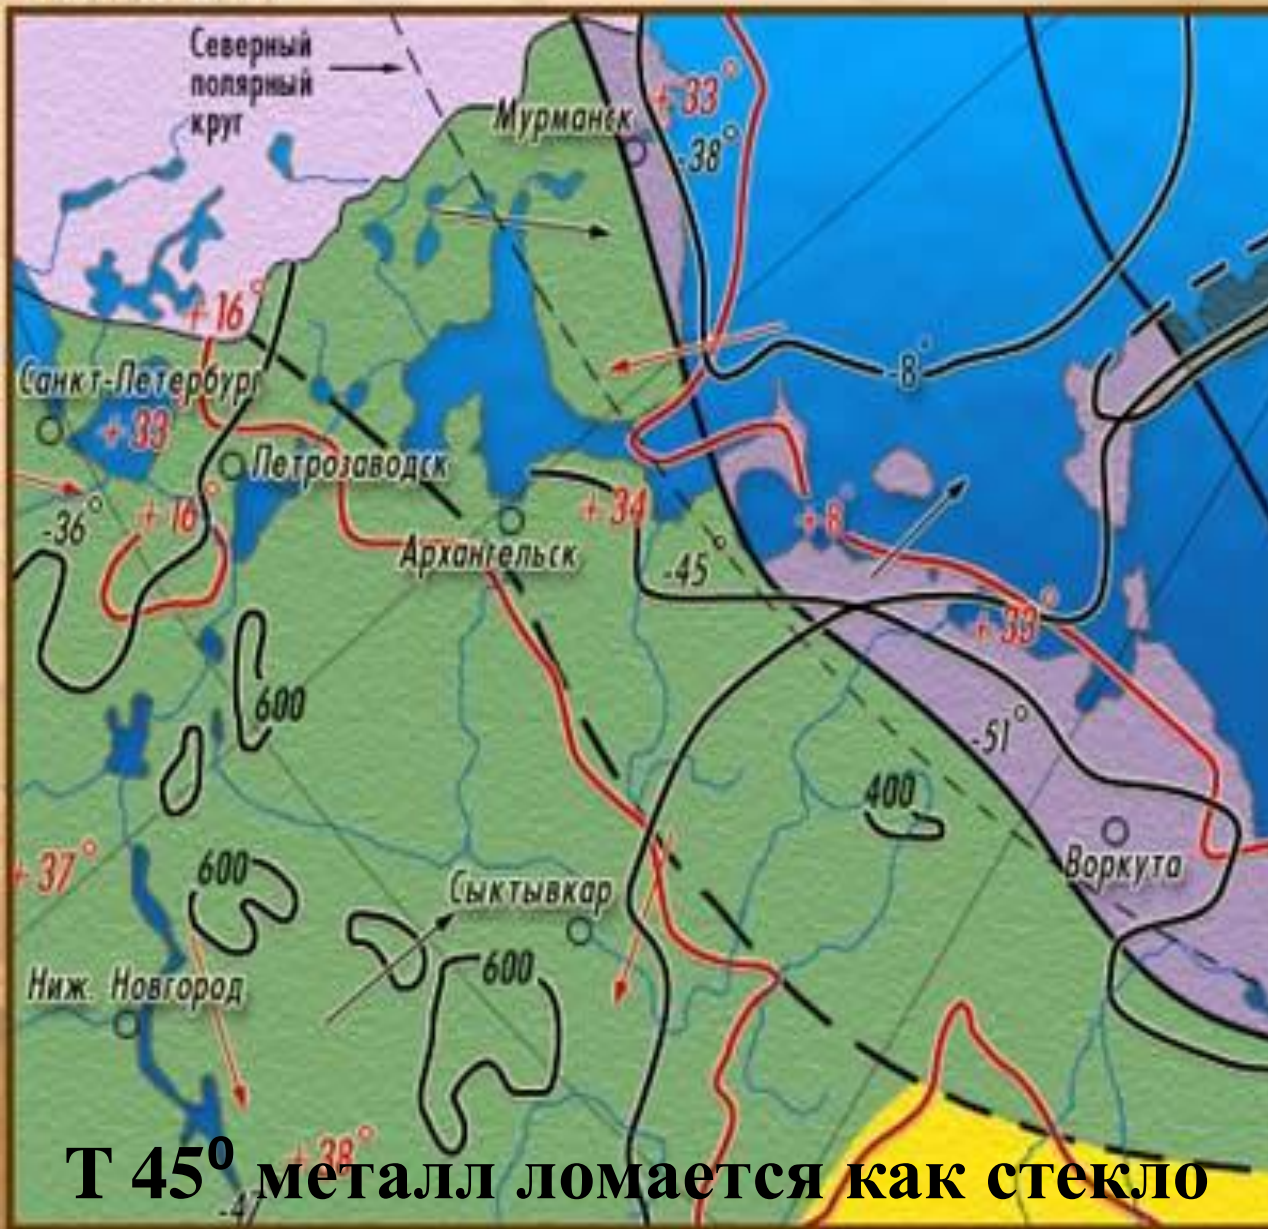 Северный
полярный
круг
Мурманск
+33°
-38°
+16°
-8°
Санкт-Петербург
+33
Петрозаводск
-36°
+16°
+34
+8
Архангельск
-45°
+33°
600
-51°
400
Воркута
+37°
600
Сыктывкар
600
Ниж. Новгород
+38°
Т 45⁰ металл ломается как стекло